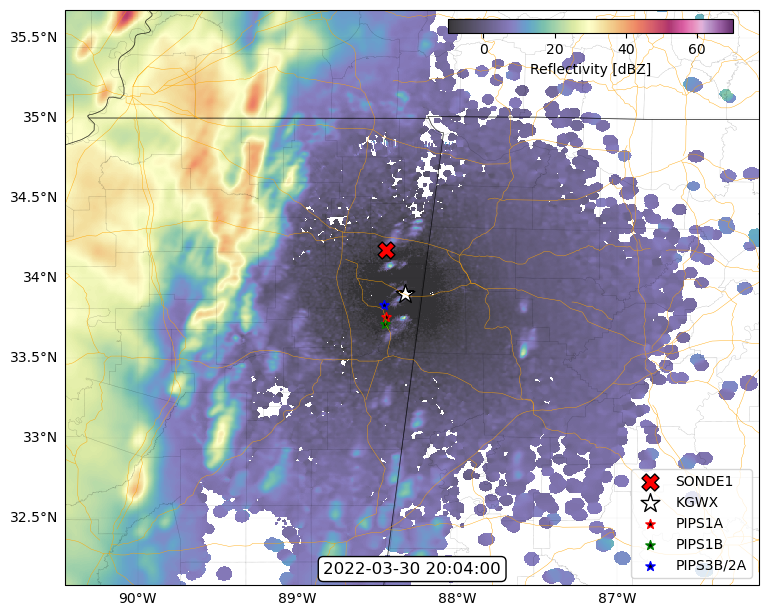 35.5°N
35°N
34.5°N
34°N
33.5°N
33°N
32.5°N
0 20 40 60
Reflectivity [dBZ]
SONDE1
KGWX
PIPS1A
PIPS1B
PIPS3B/2A
2022-03-30 20:04:00
90°W 89°W 88°W 87°W